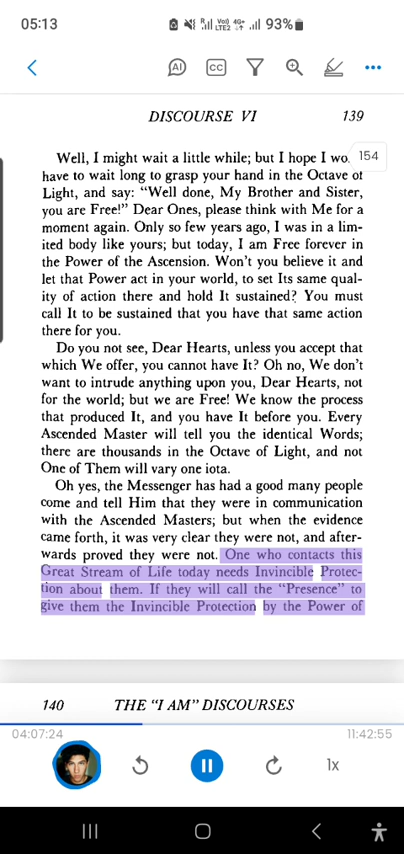 05:13
93%
AI
CC
DISCOURSE VI 139
154
Well, I might wait a little while; but I hope I wo
have to wait long to grasp your hand in the Octave of
Light, and say: “Well done, My Brother and Sister,
you are Free!” Dear Ones, please think with Me for a
moment again. Only so few years ago, I was in a lim-
ited body like yours; but today, I am Free forever in
the Power of the Ascension. Won’t you believe it and
let that Power act in your world, to set Its same qual-
ity of action there and hold It sustained? You must
call It to be sustained that you have that same action
there for you.
Do you not see, Dear Hearts, unless you accept that
which We offer, you cannot have It? Oh no, We don’t
want to intrude anything upon you, Dear Hearts, not
for the world; but we are Free! We know the process
that produced It, and you have It before you. Every
Ascended Master will tell you the identical Words;
there are thousands in the Octave of Light, and not
One of Them will vary one iota.
Oh yes, the Messenger has had a good many people
come and tell Him that they were in communication
with the Ascended Masters; but when the evidence
came forth, it was very clear they were not, and after-
wards proved they were not. One who contacts this
Great Stream of Life today needs Invincible Protec-
tion about them. If they will call the “Presence” to
give them the Invincible Protection by the Power of
140 THE “I AM” DISCOURSES
04:07:24 11:42:55
1x